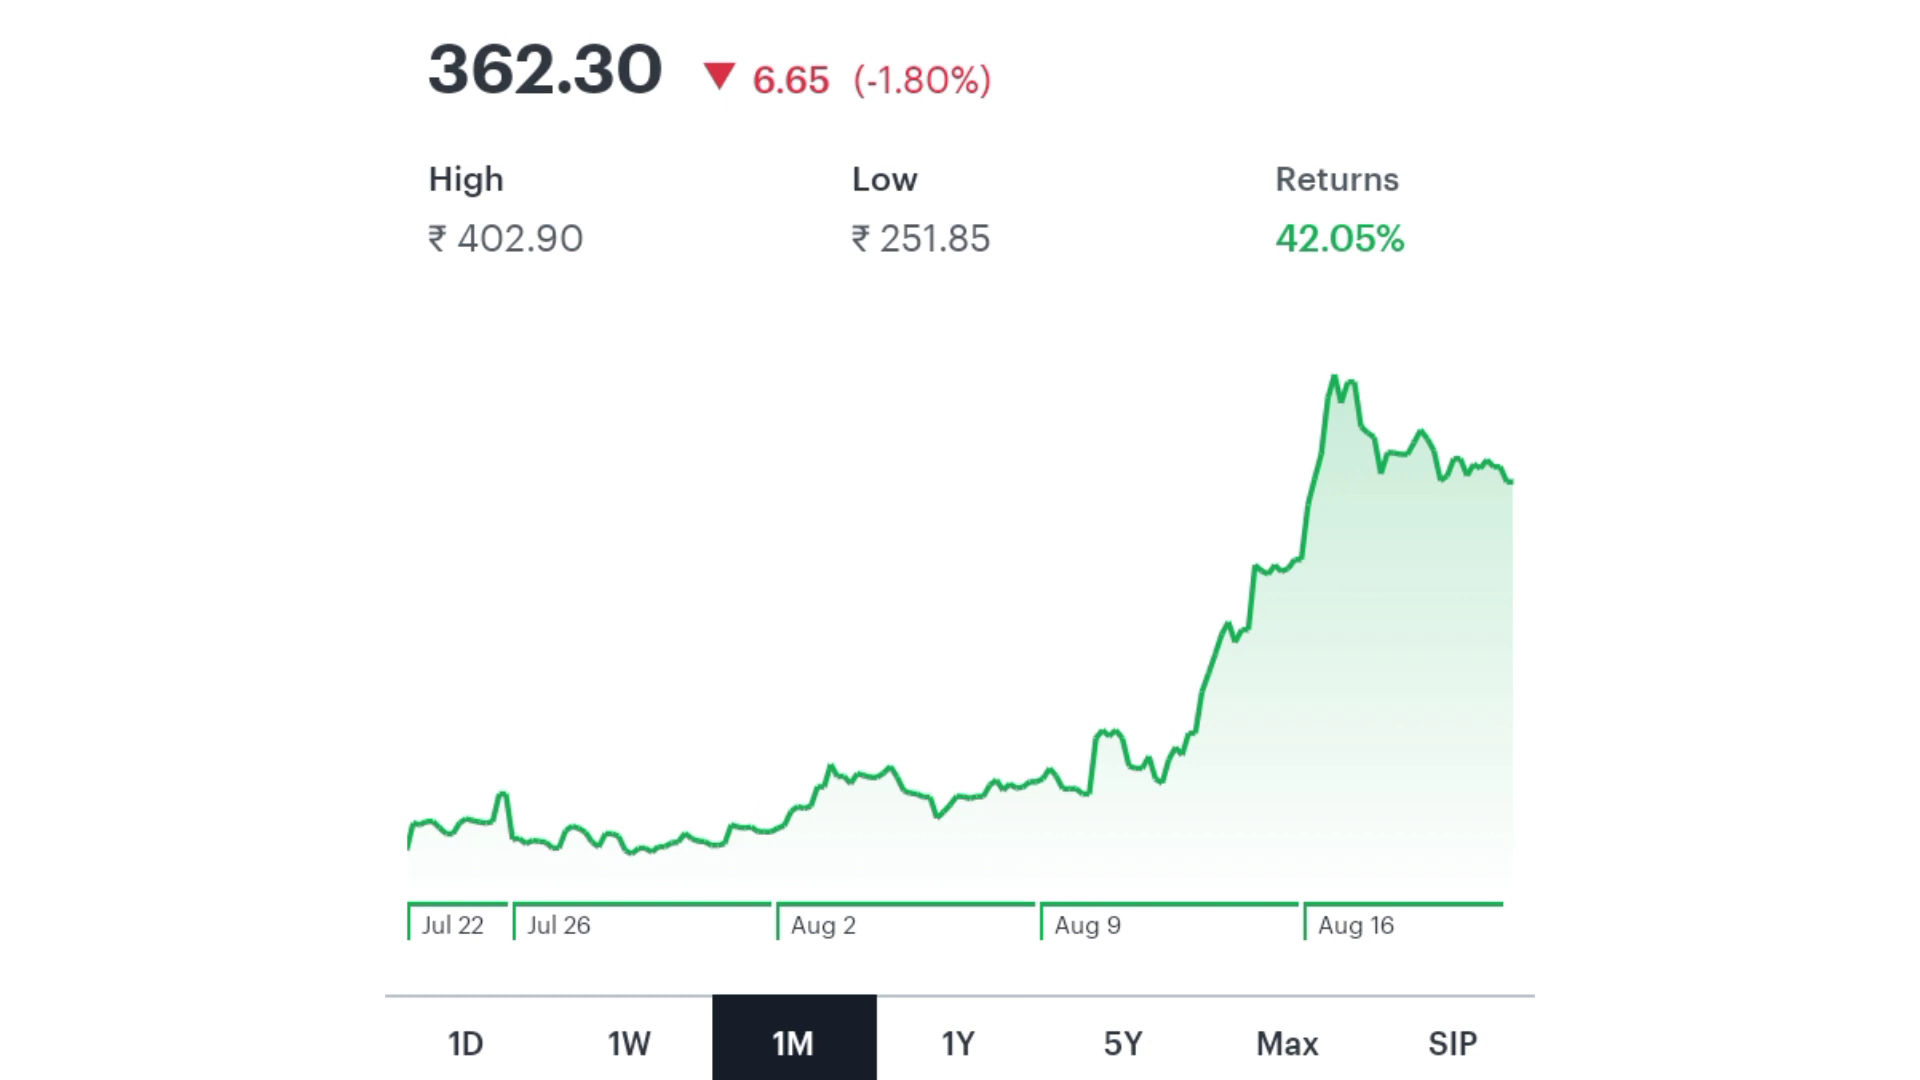 362.30 ▼ 6.65 (-1.80%)
High Low Returns
₹ 402.90 ₹ 251.85 42.05%
Jul 22 Jul 26 Aug 2 Aug 9 Aug 16
1D 1W 1M 1Y 5Y Max SIP